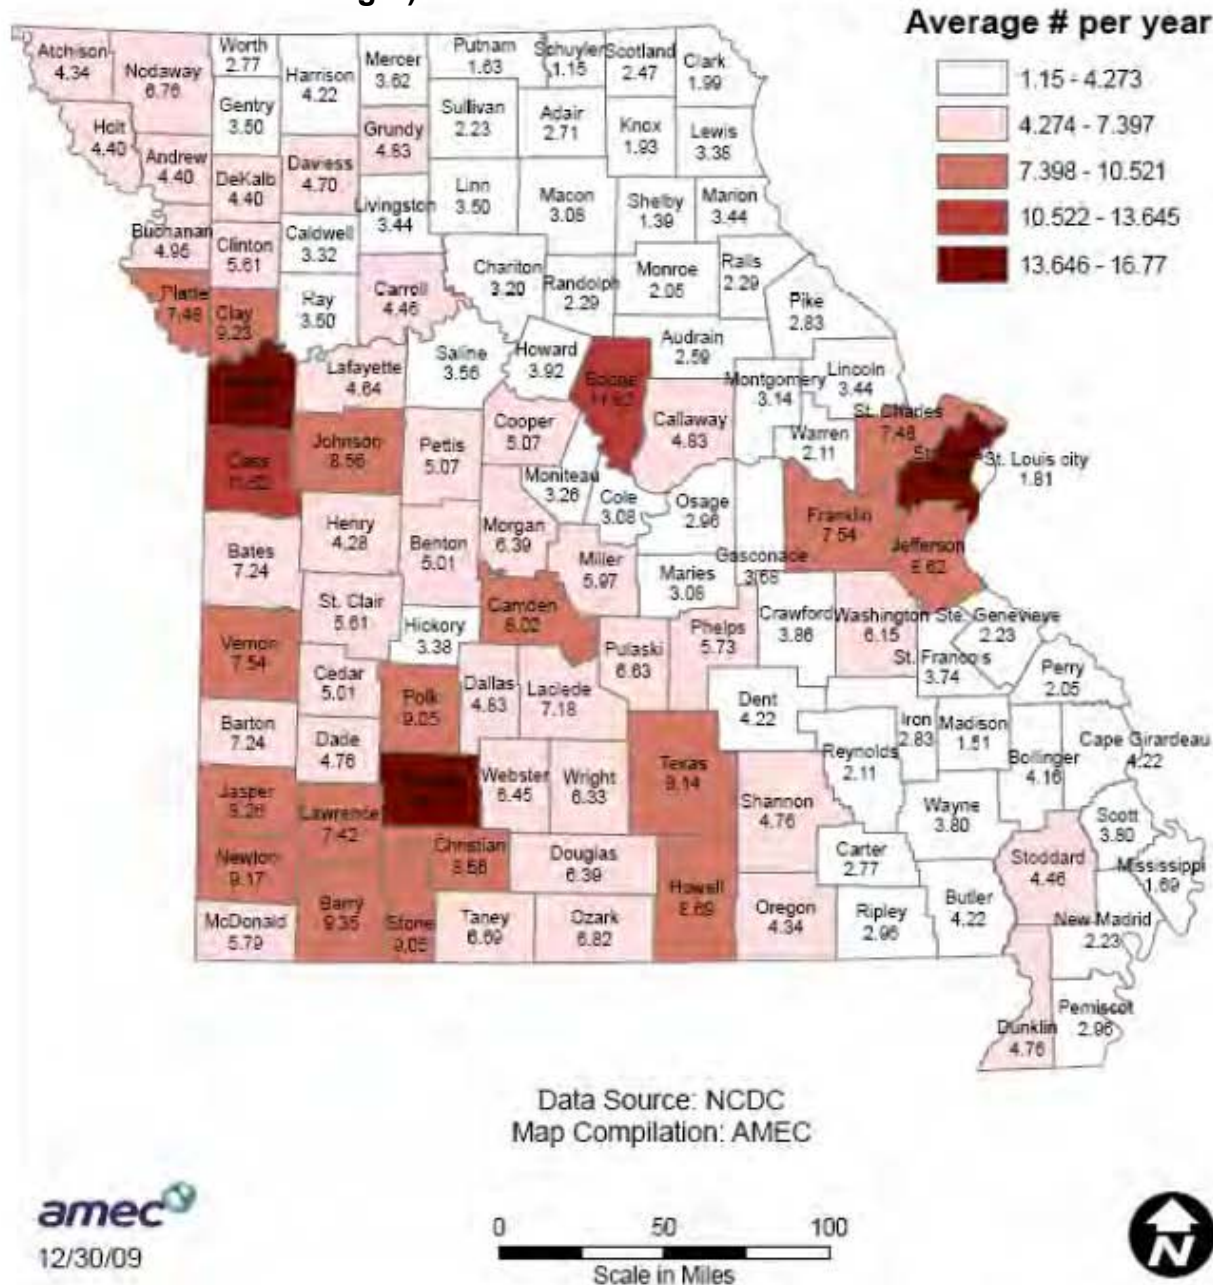 Average # per year
1.15 - 4.273
4.274 - 7.397
7.398 - 10.521
10.522 - 13.645
13.646 - 16.77
Atchison
4.34
Nodaway
6.76
Worth
2.77
Harrison
4.22
Mercer
3.62
Putnam
1.63
Schuyler
1.15
Scotland
2.47
Clark
1.99
Holt
4.40
Gentry
3.50
Grundy
4.83
Sullivan
2.23
Adair
2.71
Knox
1.93
Lewis
3.38
Andrew
4.40
DeKalb
4.40
Daviess
4.70
Livingston
3.44
Linn
3.50
Macon
3.08
Shelby
1.39
Marion
3.44
Buchanan
4.95
Clinton
5.61
Caldwell
3.32
Chariton
3.20
Randolph
2.29
Monroe
2.05
Ralls
2.29
Platte
7.48
Clay
9.23
Ray
3.50
Carroll
4.46
Pike
2.83
Lafayette
4.64
Saline
3.56
Howard
3.92
Boone
Audrain
2.59
Montgomery
3.14
Lincoln
3.44
Cass
Johnson
8.56
Pettis
5.07
Cooper
5.07
Callaway
4.83
Warren
2.11
St. Charles
7.48
St. Louis city
1.81
Moniteau
3.26
Cole
3.08
Osage
2.96
Franklin
7.54
Jefferson
8.62
Bates
7.24
Henry
4.28
Benton
5.01
Morgan
6.39
Miller
5.97
Maries
3.08
Gasconade
3.68
St. Clair
5.61
Hickory
3.38
Camden
Pulaski
6.63
Phelps
5.73
Crawford
3.86
Washington
6.15
Ste. Genevieve
2.23
St. Francois
3.74
Perry
2.05
Vernon
7.54
Cedar
5.01
Polk
9.05
Dallas
4.83
Laclede
7.18
Dent
4.22
Barton
7.24
Dade
4.76
Webster
6.45
Wright
6.33
Texas
9.14
Reynolds
2.11
Iron
2.83
Madison
1.51
Bollinger
4.16
Cape Girardeau
4.22
Jasper
Lawrence
7.42
Shannon
4.76
Wayne
3.80
Scott
3.80
Newton
9.17
Christian
Douglas
6.39
Carter
2.77
Stoddard
4.46
Mississippi
1.69
McDonald
5.79
Barry
9.35
Stone
9.05
Taney
6.69
Ozark
6.82
Howell
8.69
Oregon
4.34
Ripley
2.96
Butler
4.22
New Madrid
2.23
Dunklin
4.76
Pemiscot
2.96
Data Source: NCDC
Map Compilation: AMEC
amec
12/30/09
0 50 100
Scale in Miles
N